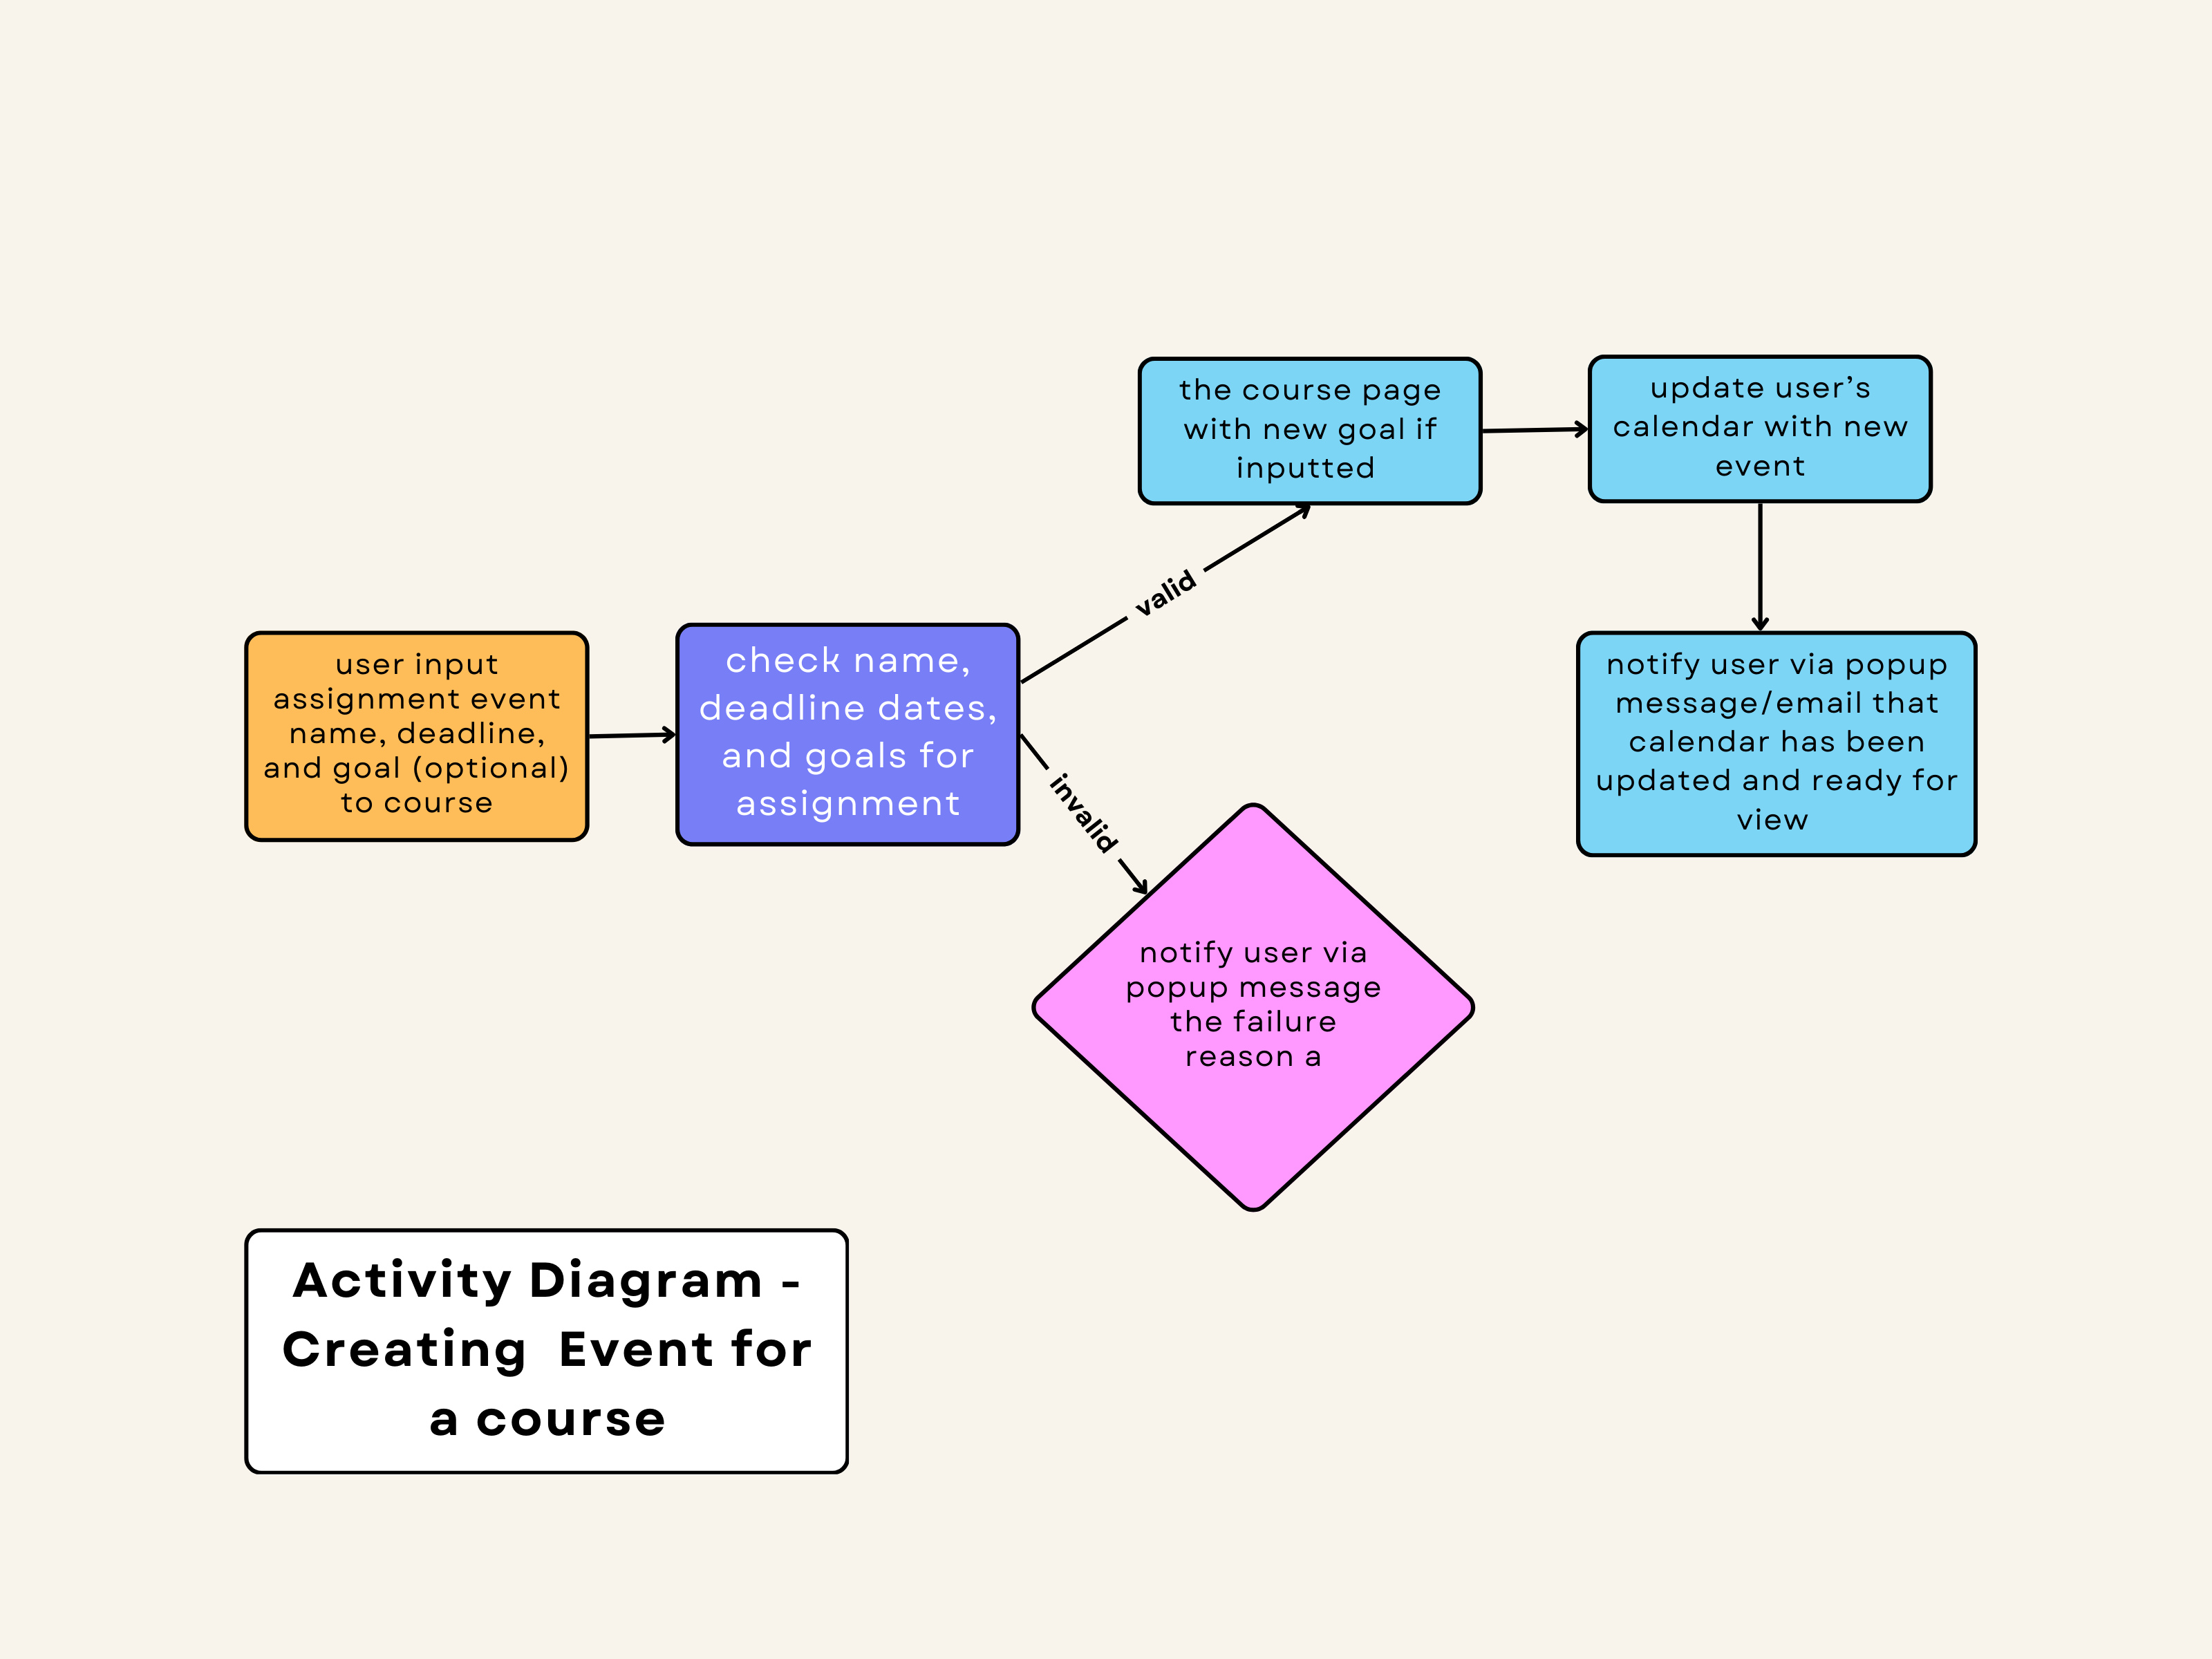 the course page
with new goal if
inputted
update user’s
calendar with new
event
valid
user input
assignment event
name, deadline,
and goal (optional)
to course
check name,
deadline dates,
and goals for
assignment
notify user via popup
message/email that
calendar has been
updated and ready for
view
invalid
notify user via
popup message
the failure
reason a
Activity Diagram -
Creating  Event for
a course